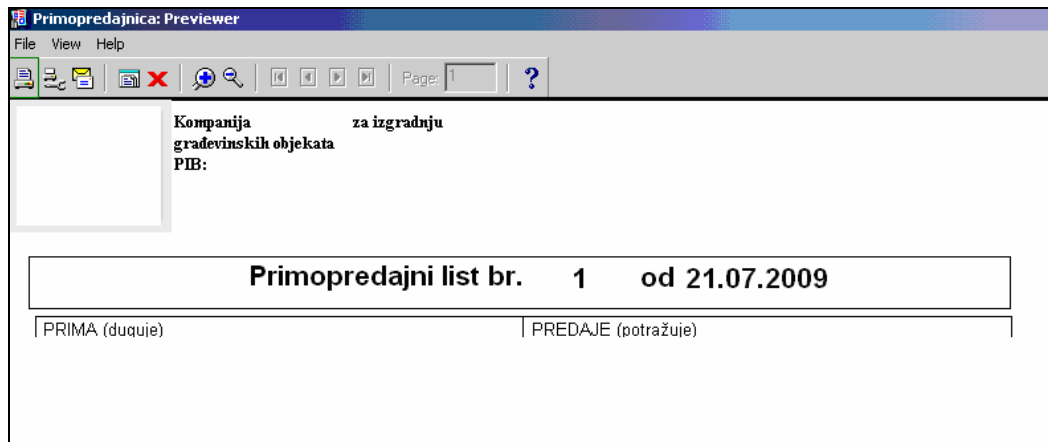 Primopredajnica: Previewer
File View Help
Page: 1 ?
Kompanija za izgradnju
građevinskih objekata
PIB:
Primopredajni list br. 1 od 21.07.2009
PRIMA (duguje) PREDAJE (potražuje)